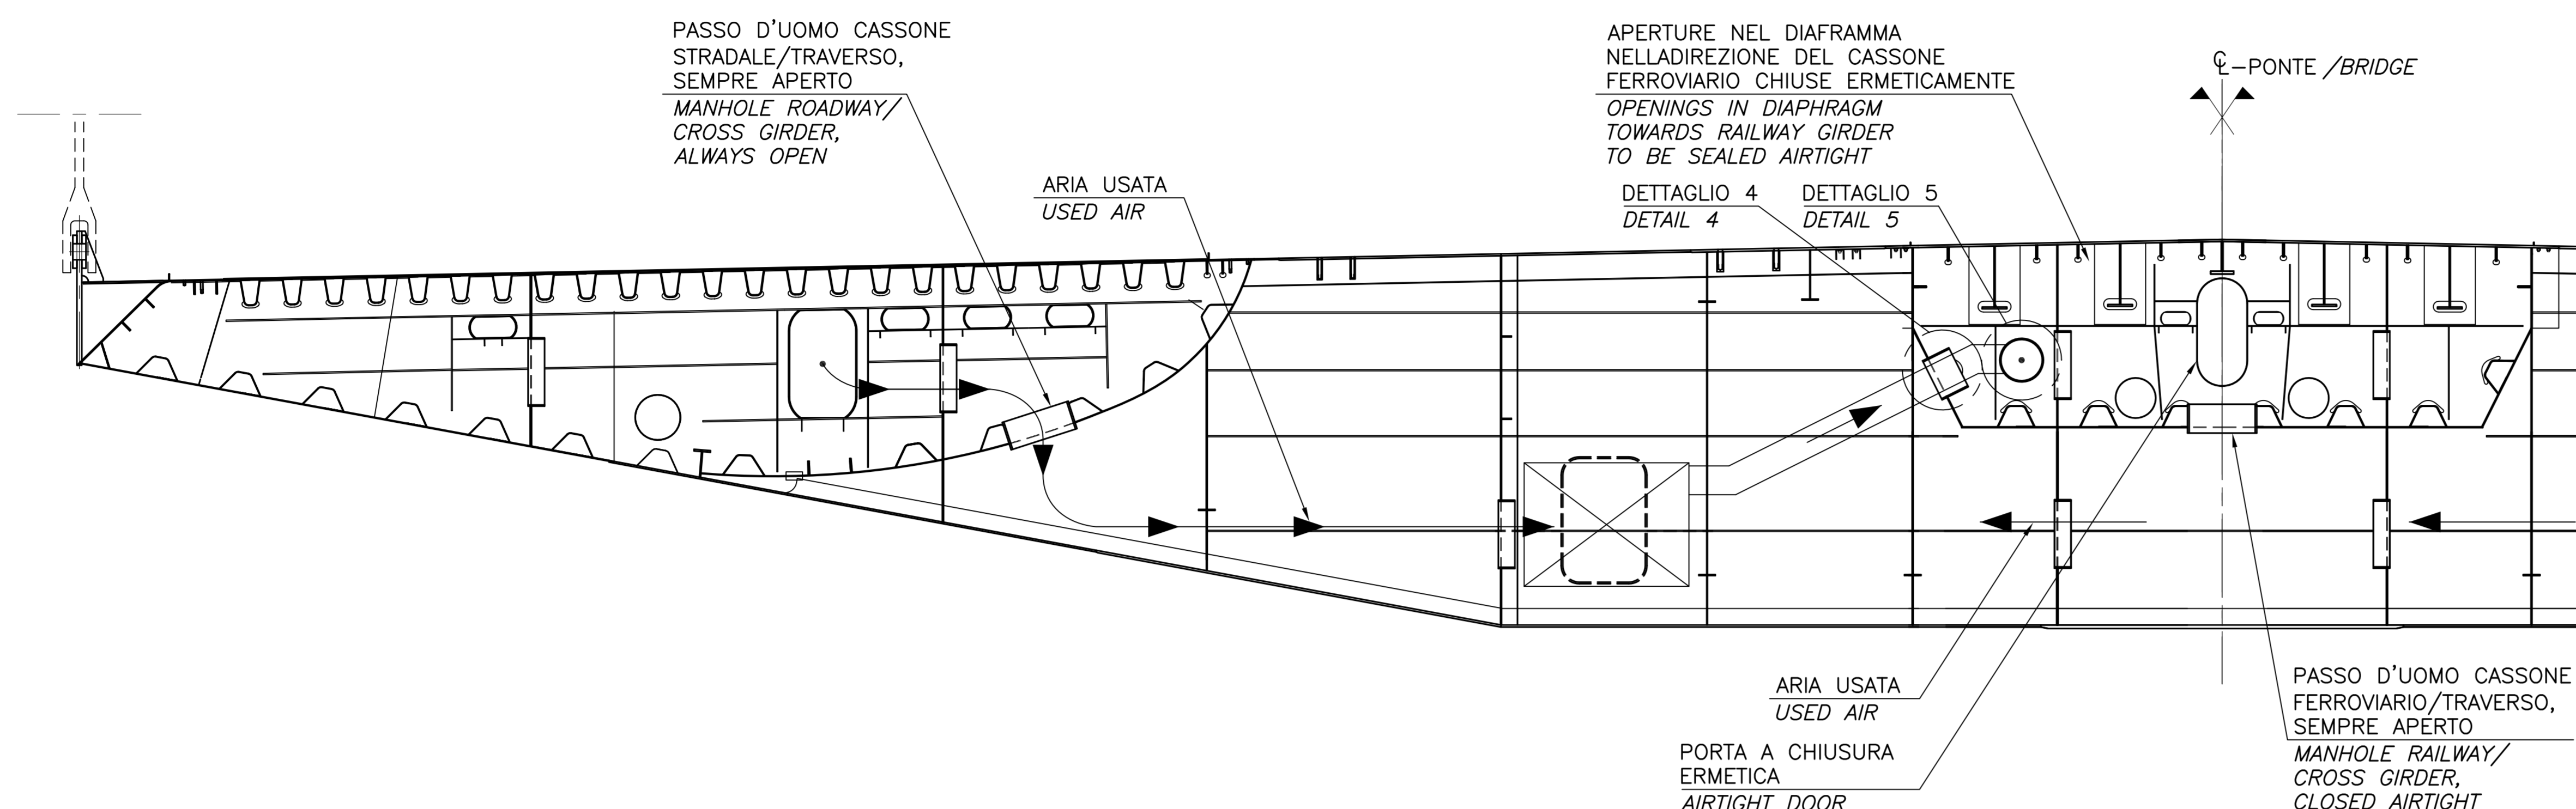 PASSO D'UOMO CASSONE
STRADALE/TRAVERSO,
SEMPRE APERTO
MANHOLE ROADWAY/
CROSS GIRDER,
ALWAYS OPEN
ARIA USATA
USED AIR
APERTURE NEL DIAFRAMMA
NELLADIREZIONE DEL CASSONE
FERROVIARIO CHIUSE ERMETICAMENTE
OPENINGS IN DIAPHRAGM
TOWARDS RAILWAY GIRDER
TO BE SEALED AIRTIGHT
DETTAGLIO 4
DETAIL 4
DETTAGLIO 5
DETAIL 5
℄-PONTE /BRIDGE
ARIA USATA
USED AIR
PORTA A CHIUSURA
ERMETICA
AIRTIGHT DOOR
PASSO D'UOMO CASSONE
FERROVIARIO/TRAVERSO,
SEMPRE APERTO
MANHOLE RAILWAY/
CROSS GIRDER,
CLOSED AIRTIGHT